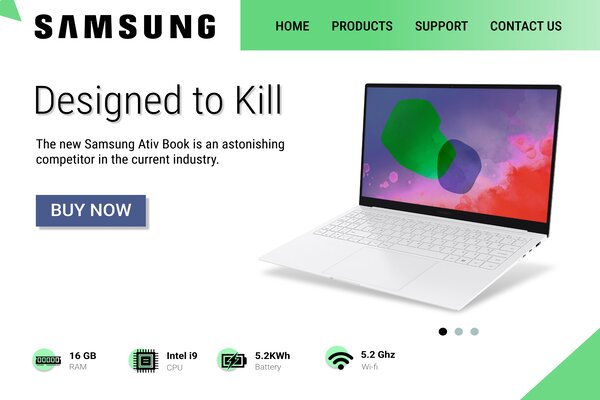 SAMSUNG
HOME PRODUCTS SUPPORT CONTACT US
Designed to Kill
The new Samsung Ativ Book is an astonishing
competitor in the current industry.
BUY NOW
16 GB
RAM
Intel i9
CPU
5.2KWh
Battery
5.2 Ghz
Wi-fi